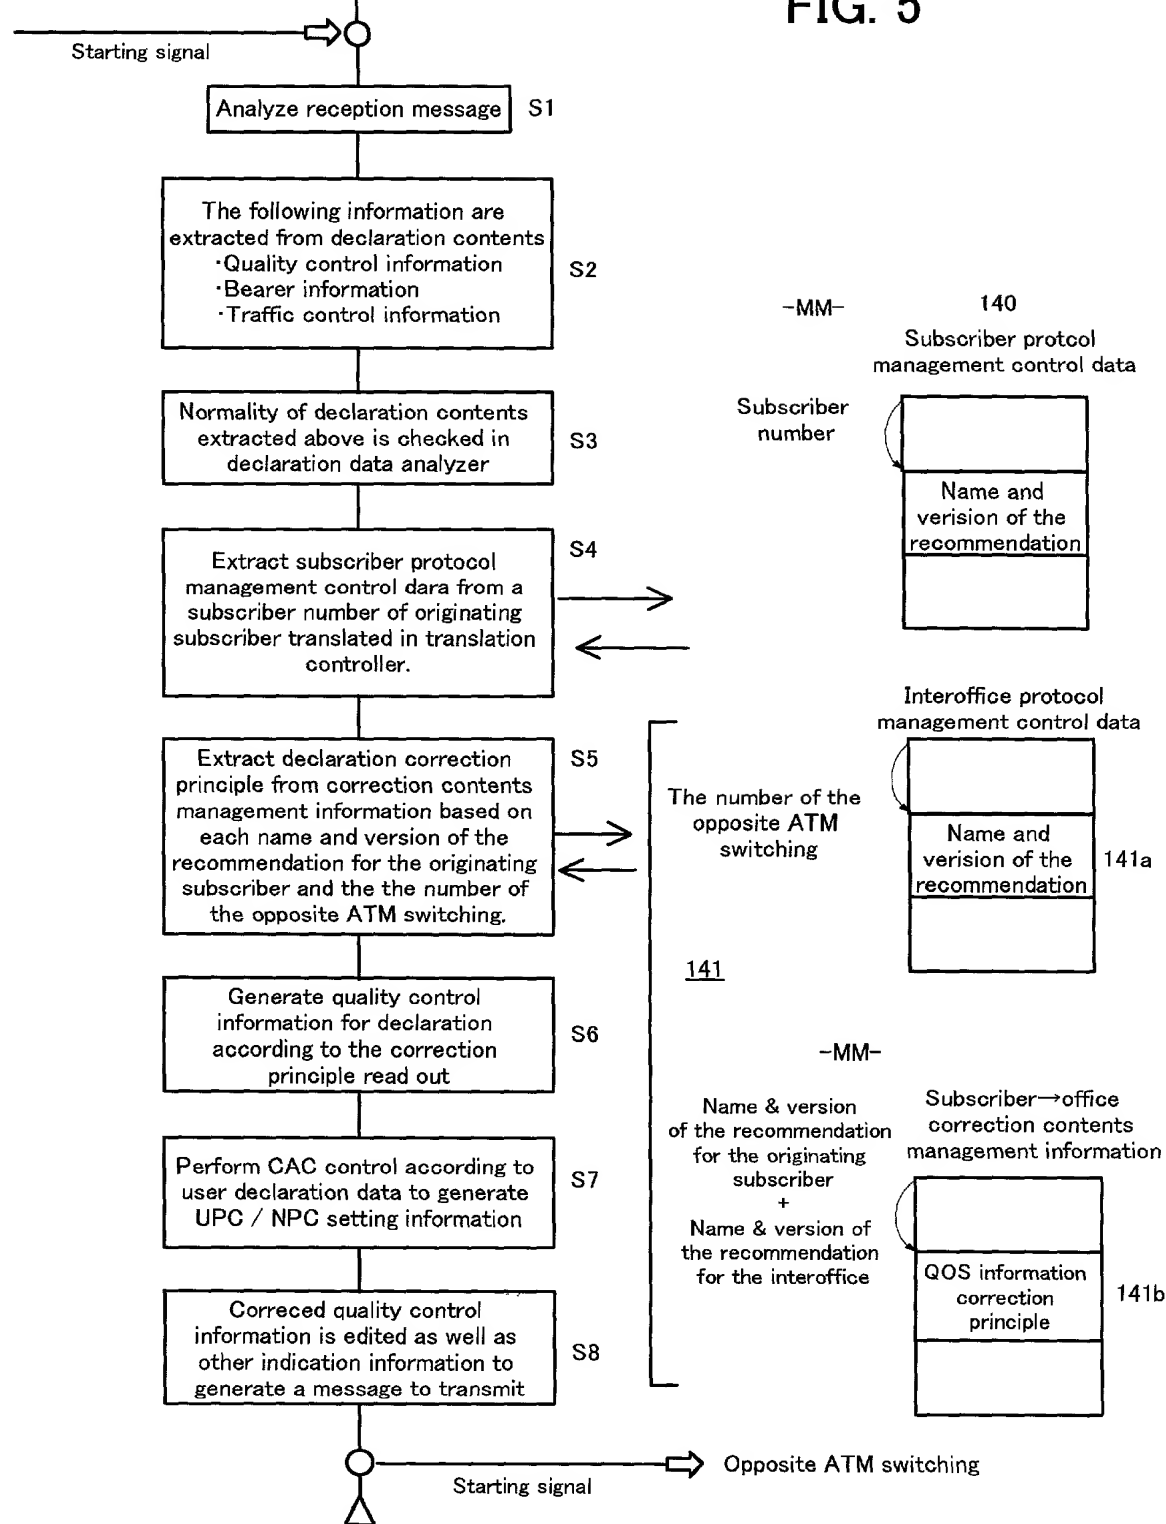 FIG. 5
Starting signal
Analyze reception message
S1
The following information are
extracted from declaration contents
·Quality control information
·Bearer information
·Traffic control information
S2
Normality of declaration contents
extracted above is checked in
declaration data analyzer
S3
Extract subscriber protocol
management control dara from a
subscriber number of originating
subscriber translated in translation
controller.
S4
-MM-
140
Subscriber protcol
management control data
Subscriber
number
Name and
verision of the
recommendation
Extract declaration correction
principle from correction contents
management information based on
each name and version of the
recommendation for the originating
subscriber and the the number of
the opposite ATM switching.
S5
Interoffice protocol
management control data
The number of the
opposite ATM
switching
Name and
verision of the
recommendation
141a
141
Generate quality control
information for declaration
according to the correction
principle read out
S6
-MM-
Name & version
of the recommendation
for the originating
subscriber
+
Name & version of
the recommendation
for the interoffice
Subscriber→office
correction contents
management information
QOS information
correction
principle
141b
Perform CAC control according to
user declaration data to generate
UPC / NPC setting information
S7
Correced quality control
information is edited as well as
other indication information to
generate a message to transmit
S8
Starting signal
Opposite ATM switching